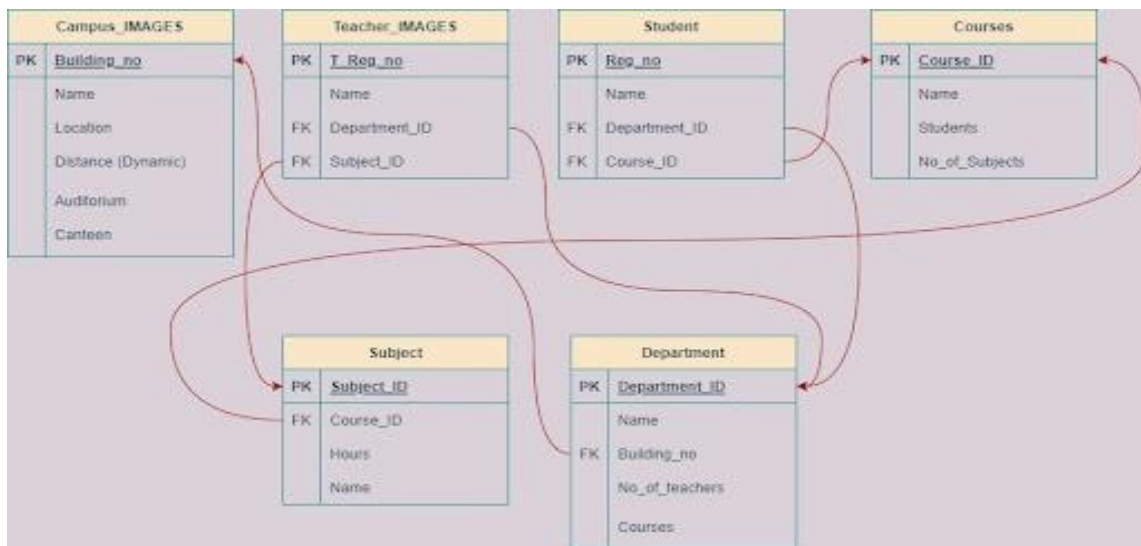 Campus_IMAGES
PK Building_no
Name
Location
Distance (Dynamic)
Auditorium
Canteen
Teacher_IMAGES
PK T_Reg_no
Name
FK Department_ID
FK Subject_ID
Student
PK Reg_no
Name
FK Department_ID
FK Course_ID
Courses
PK Course_ID
Name
Students
No_of_Subjects
Subject
PK Subject_ID
FK Course_ID
Hours
Name
Department
PK Department_ID
Name
FK Building_no
No_of_teachers
Courses